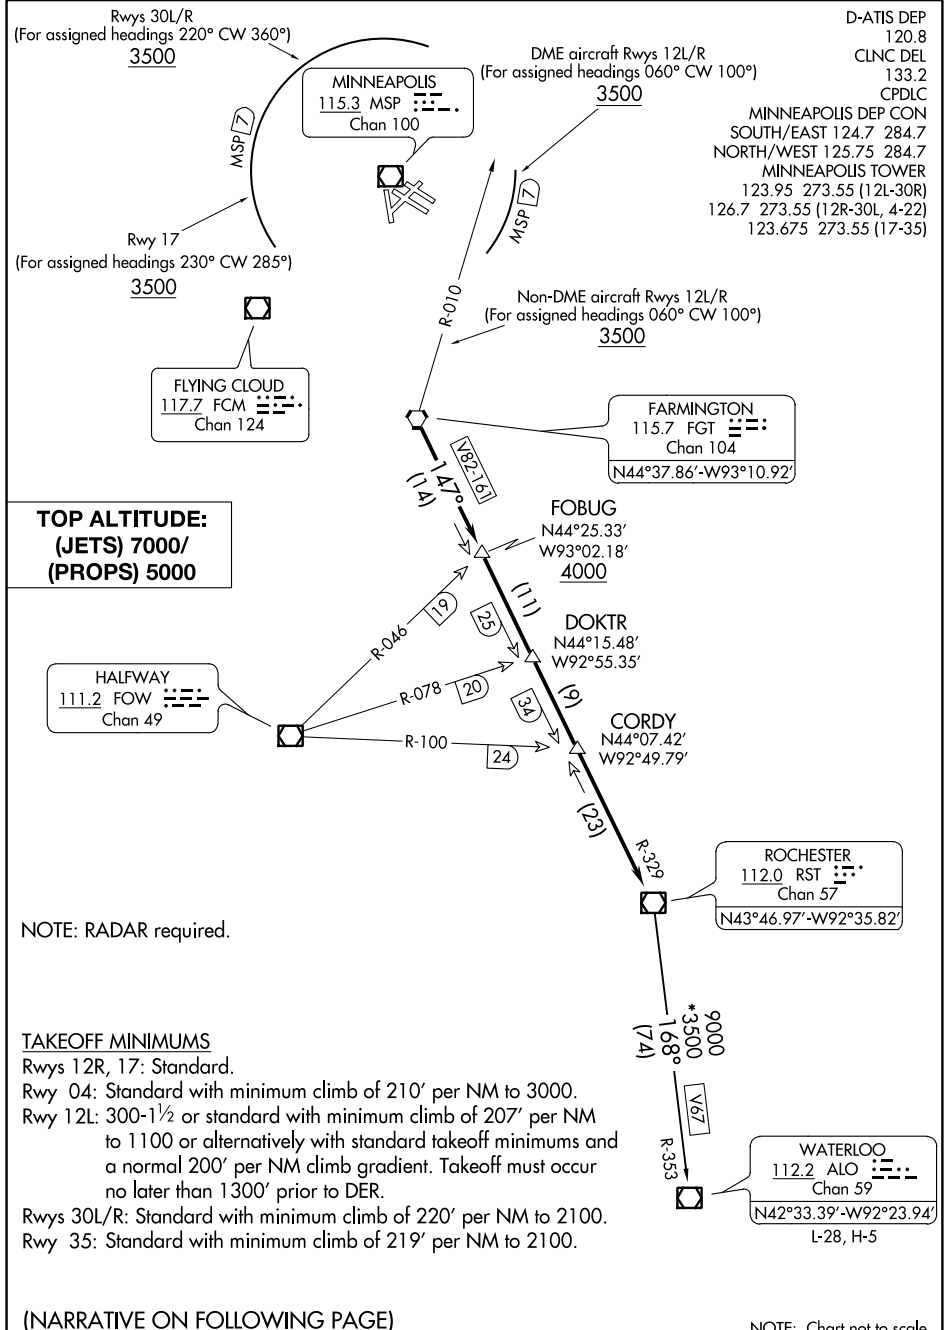 Rwys 30L/R
(For assigned headings 220° CW 360°)
3500
D-ATIS DEP
120.8
CLNC DEL
133.2
CPDLC
MINNEAPOLIS DEP CON
SOUTH/EAST 124.7 284.7
NORTH/WEST 125.75 284.7
MINNEAPOLIS TOWER
123.95 273.55 (12L-30R)
126.7 273.55 (12R-30L, 4-22)
123.675 273.55 (17-35)
DME aircraft Rwys 12L/R
(For assigned headings 060° CW 100°)
3500
MINNEAPOLIS
115.3 MSP
Chan 100
MSP 7
MSP 7
Rwy 17
(For assigned headings 230° CW 285°)
3500
R-010
Non-DME aircraft Rwys 12L/R
(For assigned headings 060° CW 100°)
3500
FLYING CLOUD
117.7 FCM
Chan 124
FARMINGTON
115.7 FGT
Chan 104
N44°37.86′-W93°10.92′
V82-161
147°
(14)
TOP ALTITUDE:
(JETS) 7000/
(PROPS) 5000
FOBUG
N44°25.33′
W93°02.18′
4000
(11)
R-046
19
25
DOKTR
N44°15.48′
W92°55.35′
HALFWAY
111.2 FOW
Chan 49
R-078
20
(9)
34
CORDY
N44°07.42′
W92°49.79′
R-100
24
(23)
R-329
ROCHESTER
112.0 RST
Chan 57
N43°46.97′-W92°35.82′
NOTE: RADAR required.
9000
*3500
168°
(74)
V67
R-353
WATERLOO
112.2 ALO
Chan 59
N42°33.39′-W92°23.94′
L-28, H-5
TAKEOFF MINIMUMS
Rwys 12R, 17: Standard.
Rwy 04: Standard with minimum climb of 210′ per NM to 3000.
Rwy 12L: 300-1½ or standard with minimum climb of 207′ per NM
to 1100 or alternatively with standard takeoff minimums and
a normal 200′ per NM climb gradient. Takeoff must occur
no later than 1300′ prior to DER.
Rwys 30L/R: Standard with minimum climb of 220′ per NM to 2100.
Rwy 35: Standard with minimum climb of 219′ per NM to 2100.
(NARRATIVE ON FOLLOWING PAGE)
NOTE: Chart not to scale